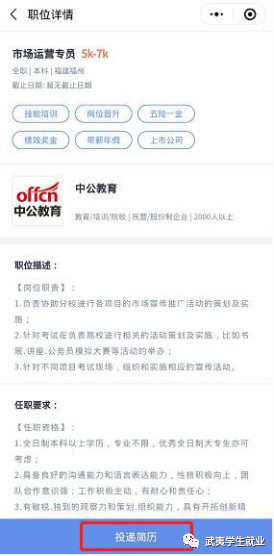 职位详情
市场运营专员 5k-7k
全职 | 本科 | 福建福州
截止日期: 暂无截止日期
技能培训 岗位晋升 五险一金
绩效奖金 带薪年假 上市公司
offcn
中公教育
中公教育
教育/培训/院校 | 民营/股份制企业 | 2000人以上
职位描述：
【岗位职责】：
1.负责协助分校进行各项目的市场宣传推广活动的策划及实
施；
2.针对考试在负责高校进行相关的活动策划及实施，比如书
展.讲座.公务员模拟大赛等活动的举办；
3.针对不同项目考试现场，组织和实施相应的宣传活动。
任职要求：
【任职资格】：
1.全日制本科以上学历，专业不限，优秀全日制大专生亦可
考虑；
2.具备良好的沟通能力和语言表达能力，性格积极向上，团
队合作意识强；工作积极主动，有耐心和责任心；
3.有敏锐.独到的观察力和策划.组织能力，具有开拓创新精
投递简历
武夷学生就业